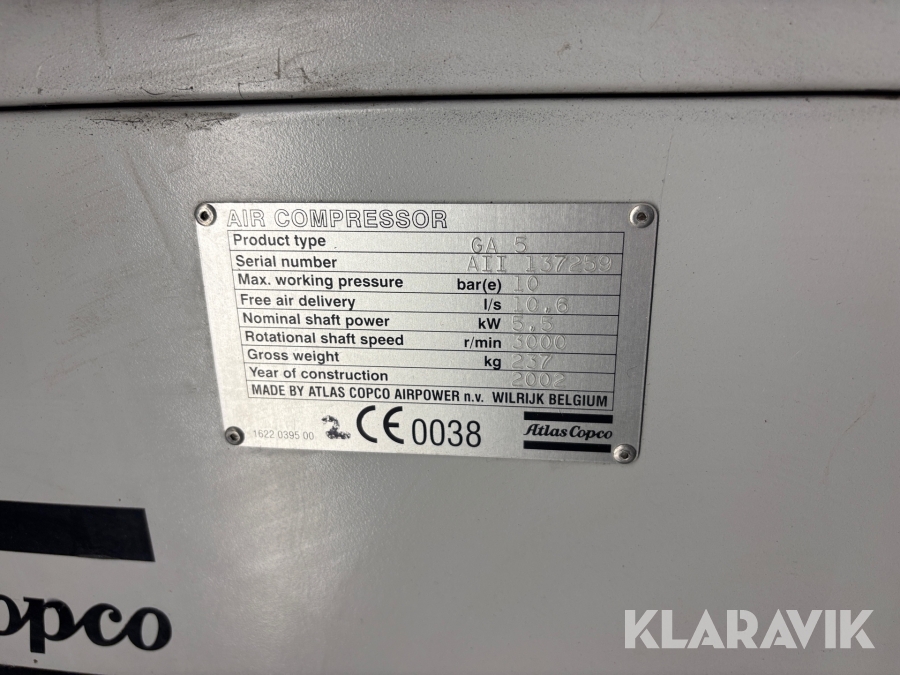 AIR COMPRESSOR
Product type GA 5
Serial number AII 137259
Max. working pressure bar(e) 10
Free air delivery l/s 10,6
Nominal shaft power kW 5,5
Rotational shaft speed r/min 3000
Gross weight kg 237
Year of construction 2002
MADE BY ATLAS COPCO AIRPOWER n.v. WILRIJK BELGIUM
1622 0395 00 CE 0038 Atlas Copco
opco
KLARAVIK